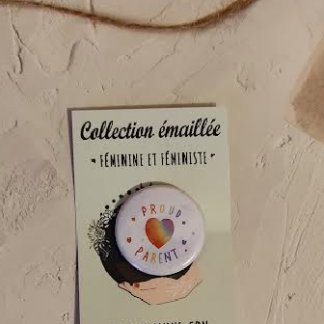 Collection émaillée
FÉMININE ET FÉMINISTE
PROUD
PARENT